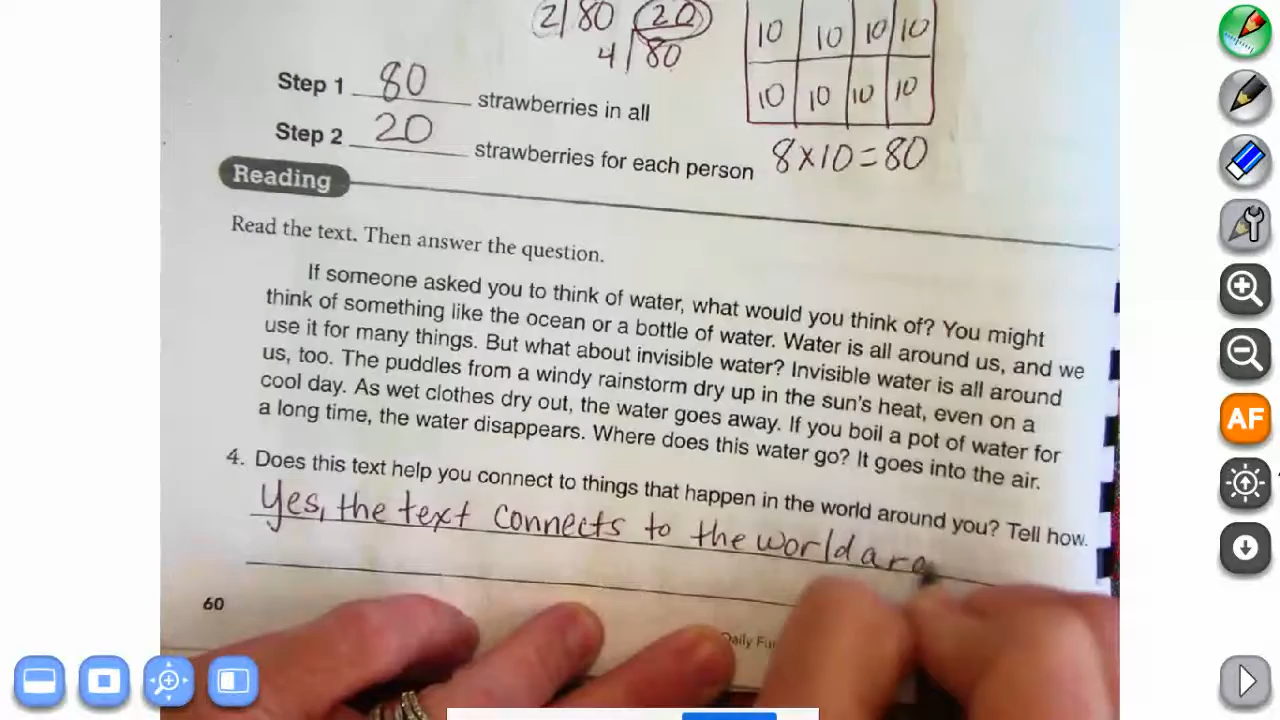 2 80 20
4 80
10 10 10 10
10 10 10 10
Step 1 80 strawberries in all
Step 2 20 strawberries for each person
8x10=80
Reading
Read the text. Then answer the question.
If someone asked you to think of water, what would you think of? You might
think of something like the ocean or a bottle of water. Water is all around us, and we
use it for many things. But what about invisible water? Invisible water is all around
us, too. The puddles from a windy rainstorm dry up in the sun's heat, even on a
cool day. As wet clothes dry out, the water goes away. If you boil a pot of water for
a long time, the water disappears. Where does this water go? It goes into the air.
4. Does this text help you connect to things that happen in the world around you? Tell how.
Yes, the text connects to the world aro
60
Daily Fu
AF